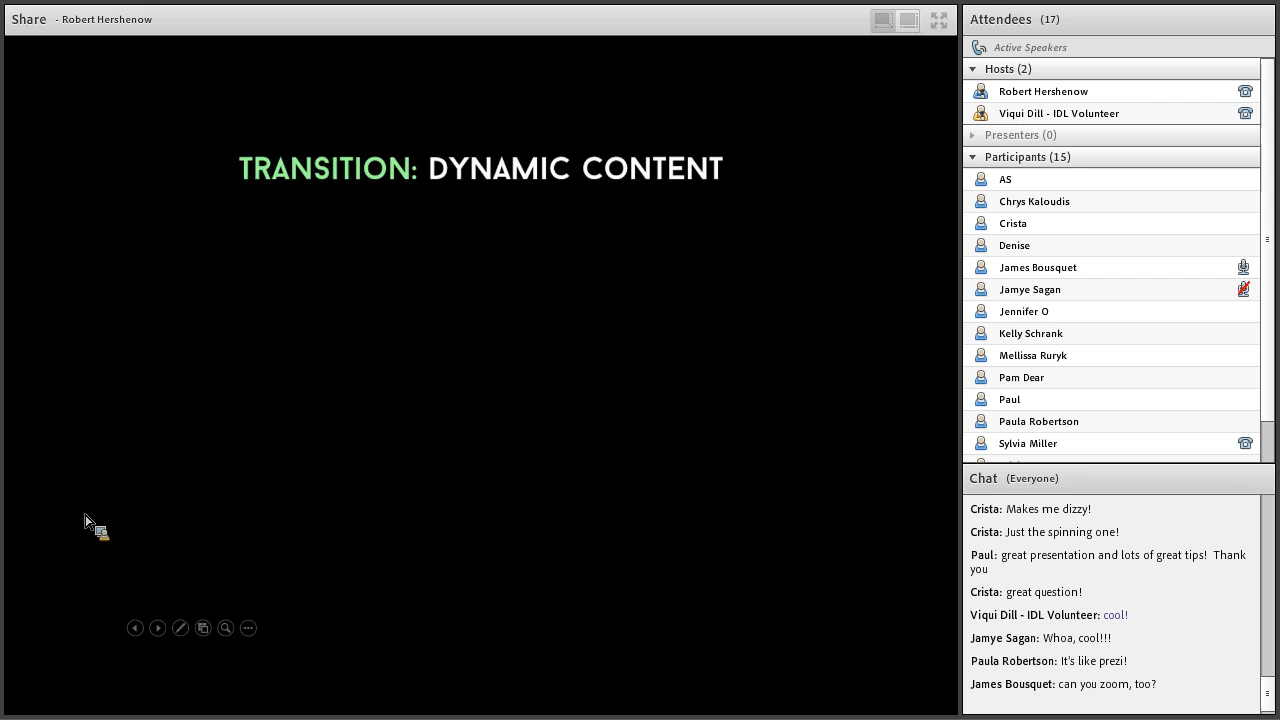 Share - Robert Hershenow
TRANSITION: DYNAMIC CONTENT
Attendees (17)
Active Speakers
Hosts (2)
Robert Hershenow
Viqui Dill - IDL Volunteer
Presenters (0)
Participants (15)
AS
Chrys Kaloudis
Crista
Denise
James Bousquet
Jamye Sagan
Jennifer O
Kelly Schrank
Mellissa Ruryk
Pam Dear
Paul
Paula Robertson
Sylvia Miller
Chat (Everyone)
Crista: Makes me dizzy!
Crista: Just the spinning one!
Paul: great presentation and lots of great tips! Thank
you
Crista: great question!
Viqui Dill - IDL Volunteer: cool!
Jamye Sagan: Whoa, cool!!!
Paula Robertson: It's like prezi!
James Bousquet: can you zoom, too?